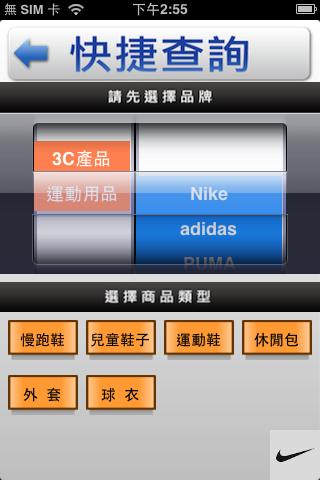 無 SIM 卡 下午2:55
快捷查詢
請先選擇品牌
3C產品
運動用品 Nike
adidas
PUMA
選擇商品類型
慢跑鞋 兒童鞋子 運動鞋 休閒包
外 套 球 衣